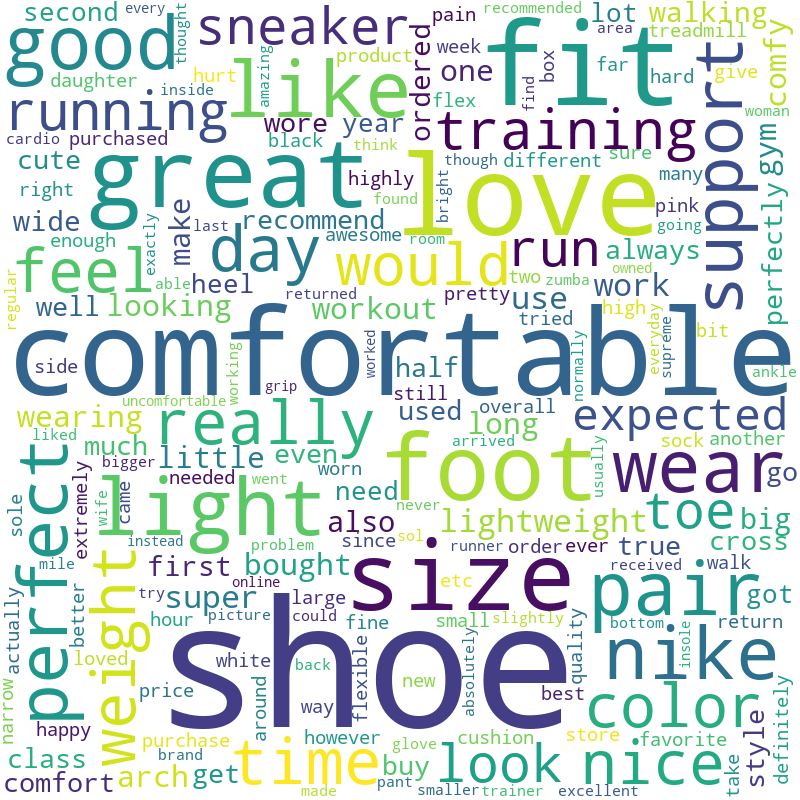 second every
good
thought
sneaker
pain recommended
lot walking
treadmill
comfy
daughter
inside
hurt
like
amazing
product
week
ordered
one
box
find
fit
far area
hard
give
support
woman
running
cardio purchased
wore year
black think
training
though different sure
many
gym
cute
right
great
highly
found
love
bright
pink
going
perfectly
wide
make
last
recommend
awesome
day
run
always
owned
enough
exactly
feel
able heel
would
two zumba
work
regular
well looking
returned
workout
pretty use
tried
high bit
everyday
supreme
comfortable
side
working
grip
worked
half
still
normally
ankle
uncomfortable
wearing
really
used overall
long
expected
liked
much
even
arrived
sock another
perfect
bigger little
needed went
worn
need
foot
never
usually
wear
go
sole
extremely
wife
came
light
also
since sol
lightweight
toe big
cross
actually
mile
instead
problem
first bought
runner order ever true
walk
weight
try
online
size
etc
received
pair
got
better
hour super
picture
large
could
fine
small slightly
bottom
return
loved
white
shoe
back
flexible
new
absolutely
quality
nike
insole
narrow
price
around
way
best
color
happy
purchase
time
however
look nice
store favorite
style
definitely
class
brand
glove
cushion
take
comfort arch get
made
pant
buy
smaller trainer excellent
flex
box